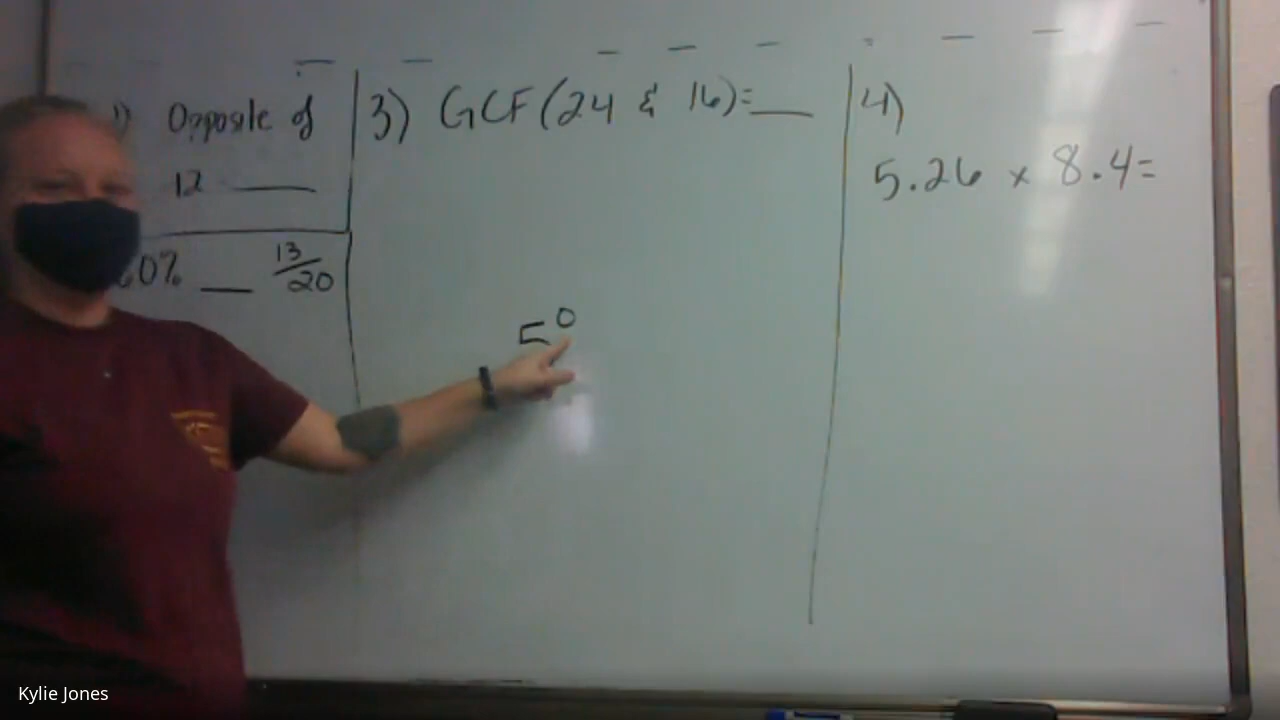 1) Opposite of
12 ___
60% ___ 13/20
3) GCF(24 & 16)=___
5⁰
4)
5.26 x 8.4=
Kylie Jones